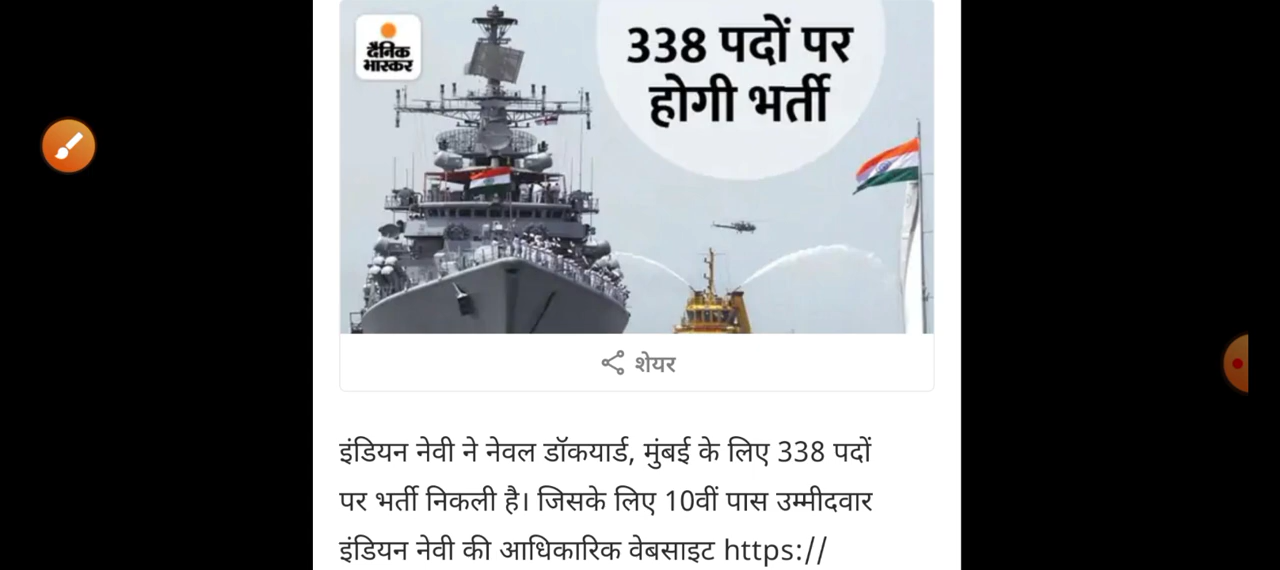 दैनिक
भास्कर
338 पदों पर
होगी भर्ती
शेयर
इंडियन नेवी ने नेवल डॉकयार्ड, मुंबई के लिए 338 पदों
पर भर्ती निकली है। जिसके लिए 10वीं पास उम्मीदवार
इंडियन नेवी की आधिकारिक वेबसाइट https://